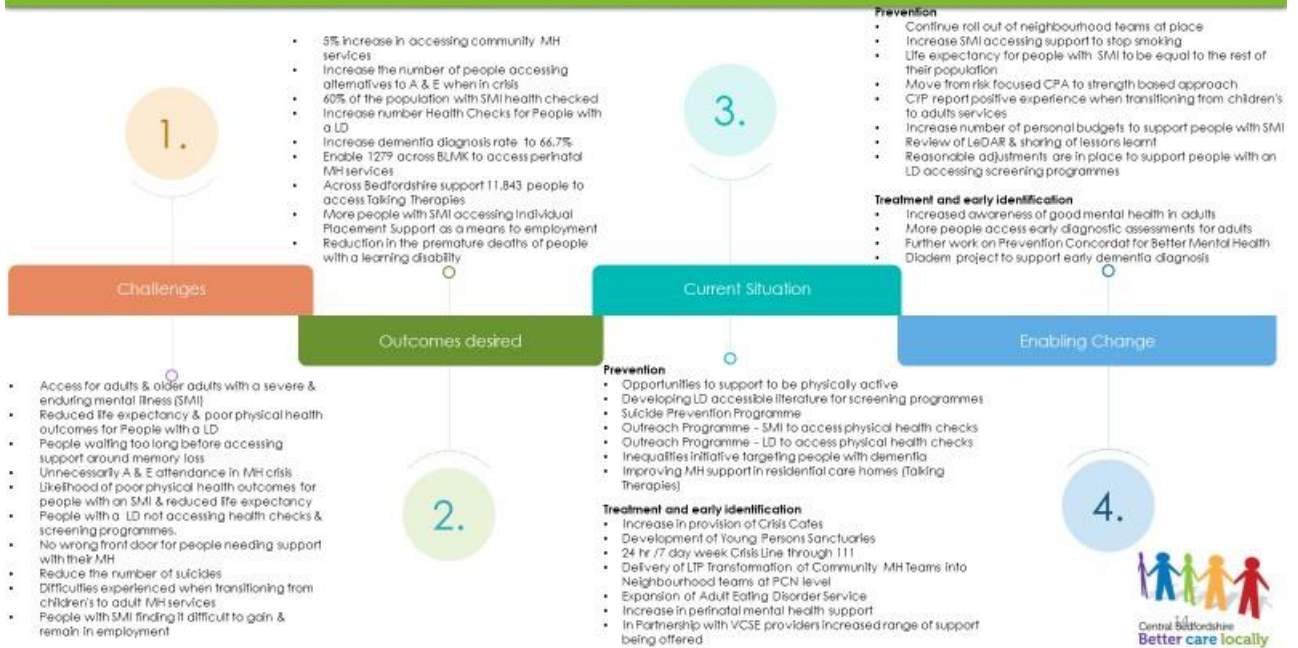 1.
Challenges
• Access for adults & older adults with a severe &
enduring mental illness (SMI)
• Reduced life expectancy & poor physical health
outcomes for People with a LD
• People waiting too long before accessing
support around memory loss
• Unnecessarily A & E attendance in MH crisis
• Likelihood of poor physical health outcomes for
people with an SMI & reduced life expectancy
• People with a LD not accessing health checks &
screening programmes.
• No wrong front door for people needing support
with their MH
• Reduce the number of suicides
• Difficulties experienced when transitioning from
children's to adult MH services
• People with SMI finding it difficult to gain &
remain in employment
• 5% increase in accessing community MH
services
• Increase the number of people accessing
alternatives to A & E when in crisis
• 60% of the population with SMI health checked
• Increase number Health Checks for People with
a LD
• Increase dementia diagnosis rate to 66.7%
• Enable 1279 across BLMK to access perinatal
MH services
• Across Bedfordshire support 11,843 people to
access Talking Therapies
• More people with SMI accessing Individual
Placement Support as a means to employment
• Reduction in the premature deaths of people
with a learning disability
Outcomes desired
2.
3.
Current Situation
Prevention
• Opportunities to support to be physically active
• Developing LD accessible literature for screening programmes
• Suicide Prevention Programme
• Outreach Programme - SMI to access physical health checks
• Outreach Programme - LD to access physical health checks
• Inequalities initiative targeting people with dementia
• Improving MH support in residential care homes (Talking
Therapies)
Treatment and early identification
• Increase in provision of Crisis Cafes
• Development of Young Persons Sanctuaries
• 24 hr /7 day week Crisis Line through 111
• Delivery of LTP Transformation of Community MH Teams into
Neighbourhood teams at PCN level
• Expansion of Adult Eating Disorder Service
• Increase in perinatal mental health support
• In Partnership with VCSE providers increased range of support
being offered
Prevention
• Continue roll out of neighbourhood teams at place
• Increase SMI accessing support to stop smoking
• Life expectancy for people with SMI to be equal to the rest of
their population
• Move from risk focused CPA to strength based approach
• CYP report positive experience when transitioning from children's
to adults services
• Increase number of personal budgets to support people with SMI
• Review of LeDAR & sharing of lessons learnt
• Reasonable adjustments are in place to support people with an
LD accessing screening programmes
Treatment and early identification
• Increased awareness of good mental health in adults
• More people access early diagnostic assessments for adults
• Further work on Prevention Concordat for Better Mental Health
• Diadem project to support early dementia diagnosis
Enabling Change
4.
14
Central Bedfordshire
Better care locally